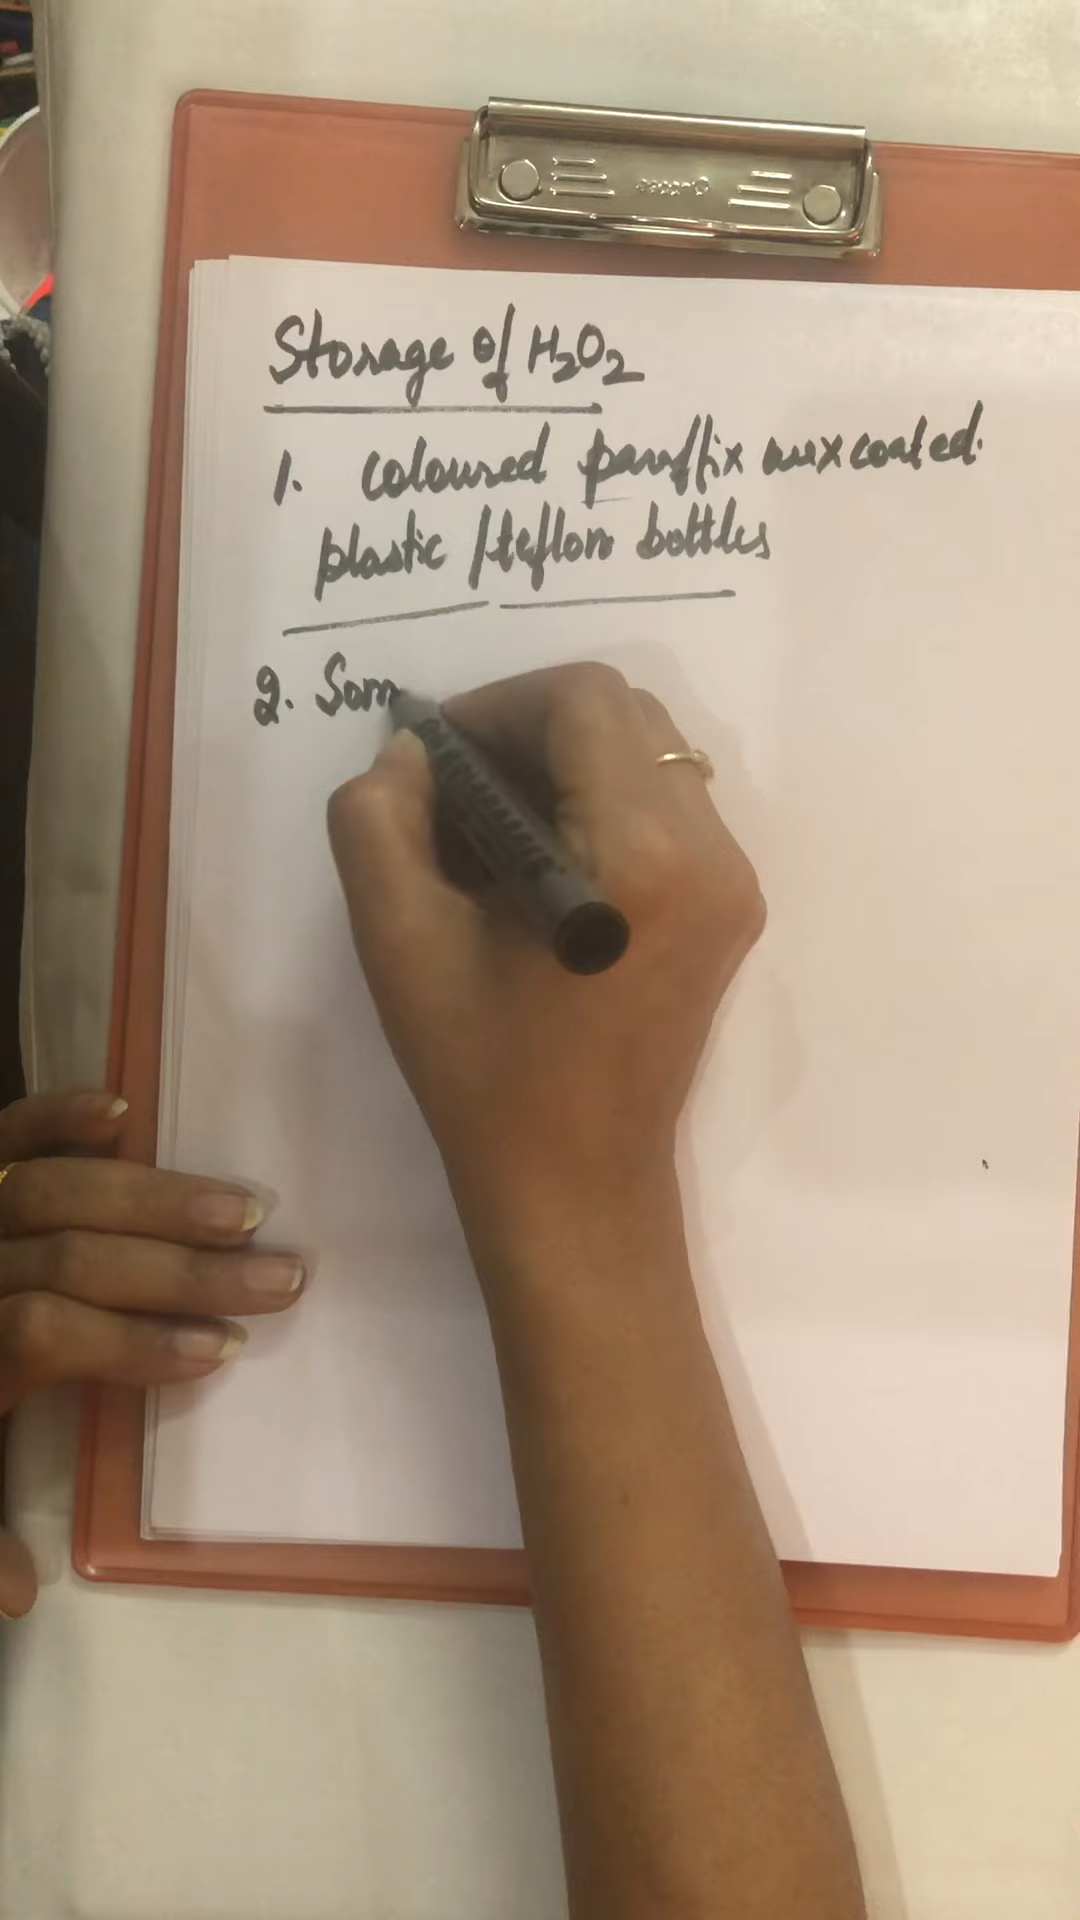 Storage of H₂O₂
1. coloured paraffix wax coated.
plastic / teflon bottles
2. Som